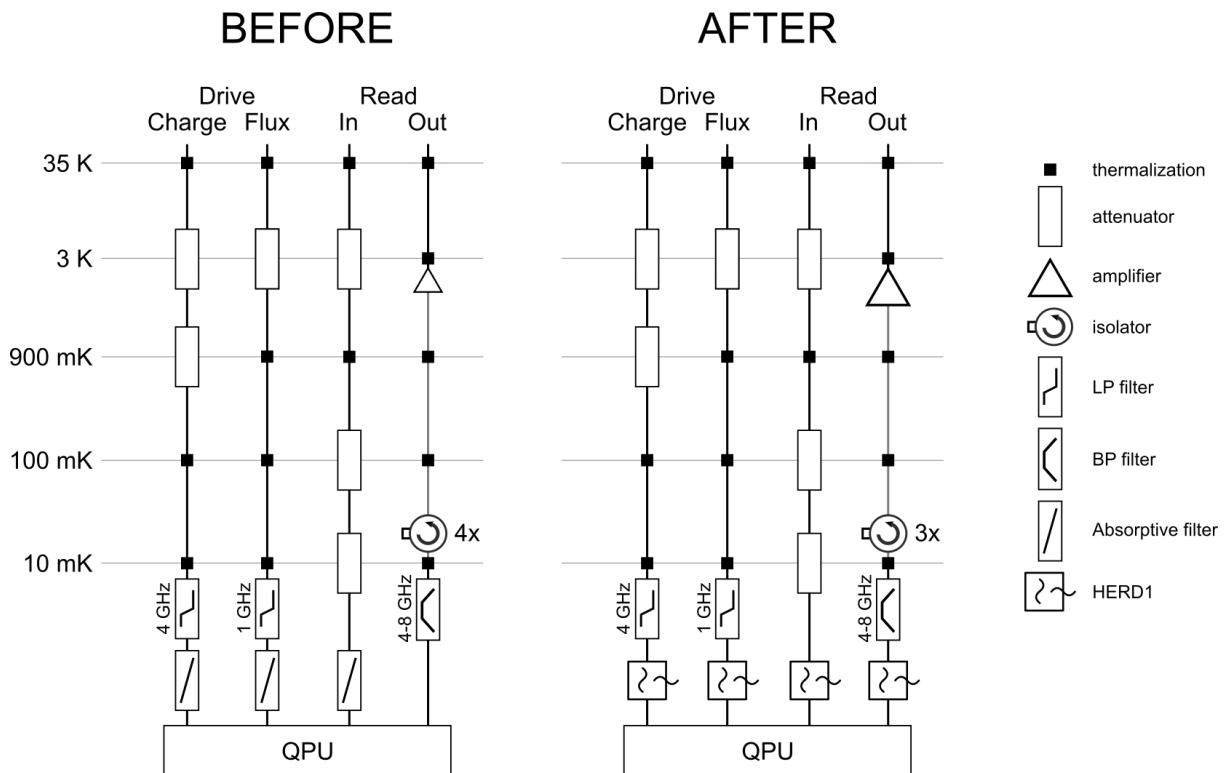 BEFORE
AFTER
Drive Read
Charge Flux In Out
Drive Read
Charge Flux In Out
35 K
3 K
900 mK
100 mK
10 mK
4x
3x
4 GHz
1 GHz
4-8 GHz
4 GHz
1 GHz
4-8 GHz
QPU
QPU
thermalization
attenuator
amplifier
isolator
LP filter
BP filter
Absorptive filter
HERD1